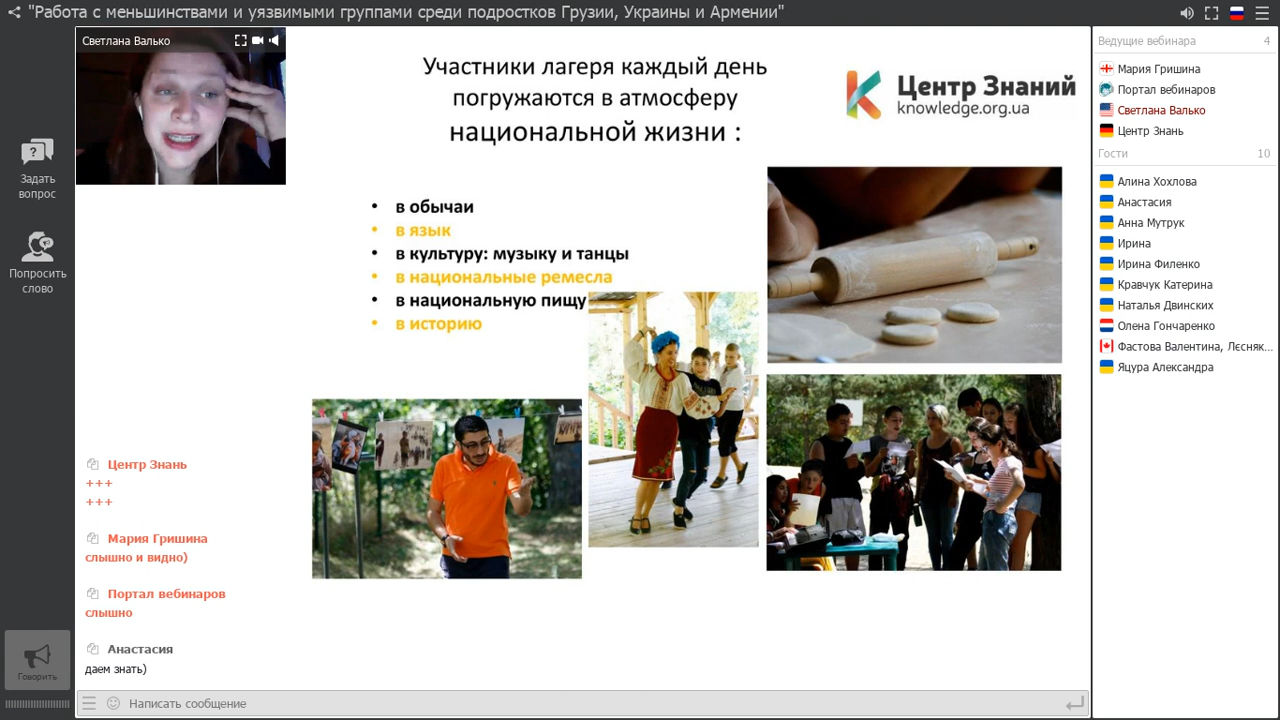 "Работа с меньшинствами и уязвимыми группами среди подростков Грузии, Украины и Армении"
Задать
вопрос
Попросить
слово
Говорить
Светлана Валько
Участники лагеря каждый день
погружаются в атмосферу
национальной жизни :
Центр Знаний
knowledge.org.ua
• в обычаи
• в язык
• в культуру: музыку и танцы
• в национальные ремесла
• в национальную пищу
• в историю
Центр Знань
+++
+++
Мария Гришина
слышно и видно)
Портал вебинаров
слышно
Анастасия
даем знать)
Написать сообщение
Ведущие вебинара 4
Мария Гришина
Портал вебинаров
Светлана Валько
Центр Знань
Гости 10
Алина Хохлова
Анастасия
Анна Мутрук
Ирина
Ирина Филенко
Кравчук Катерина
Наталья Двинских
Олена Гончаренко
Фастова Валентина, Лєсняк...
Яцура Александра